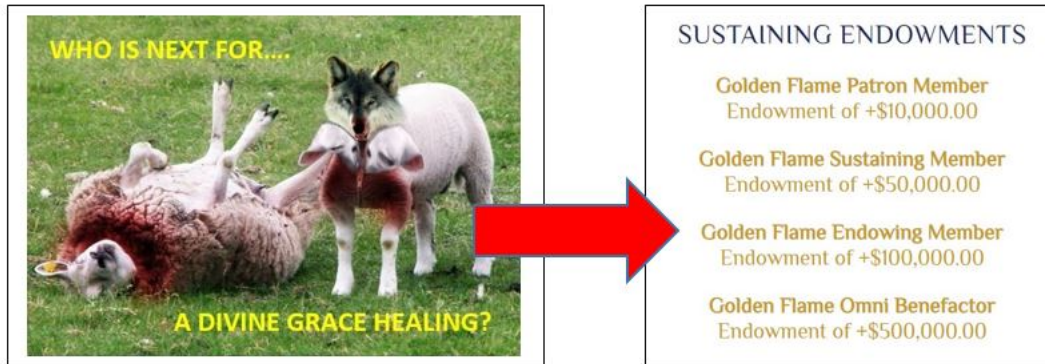 WHO IS NEXT FOR....
A DIVINE GRACE HEALING?
SUSTAINING ENDOWMENTS
Golden Flame Patron Member
Endowment of +$10,000.00
Golden Flame Sustaining Member
Endowment of +$50,000.00
Golden Flame Endowing Member
Endowment of +$100,000.00
Golden Flame Omni Benefactor
Endowment of +$500,000.00